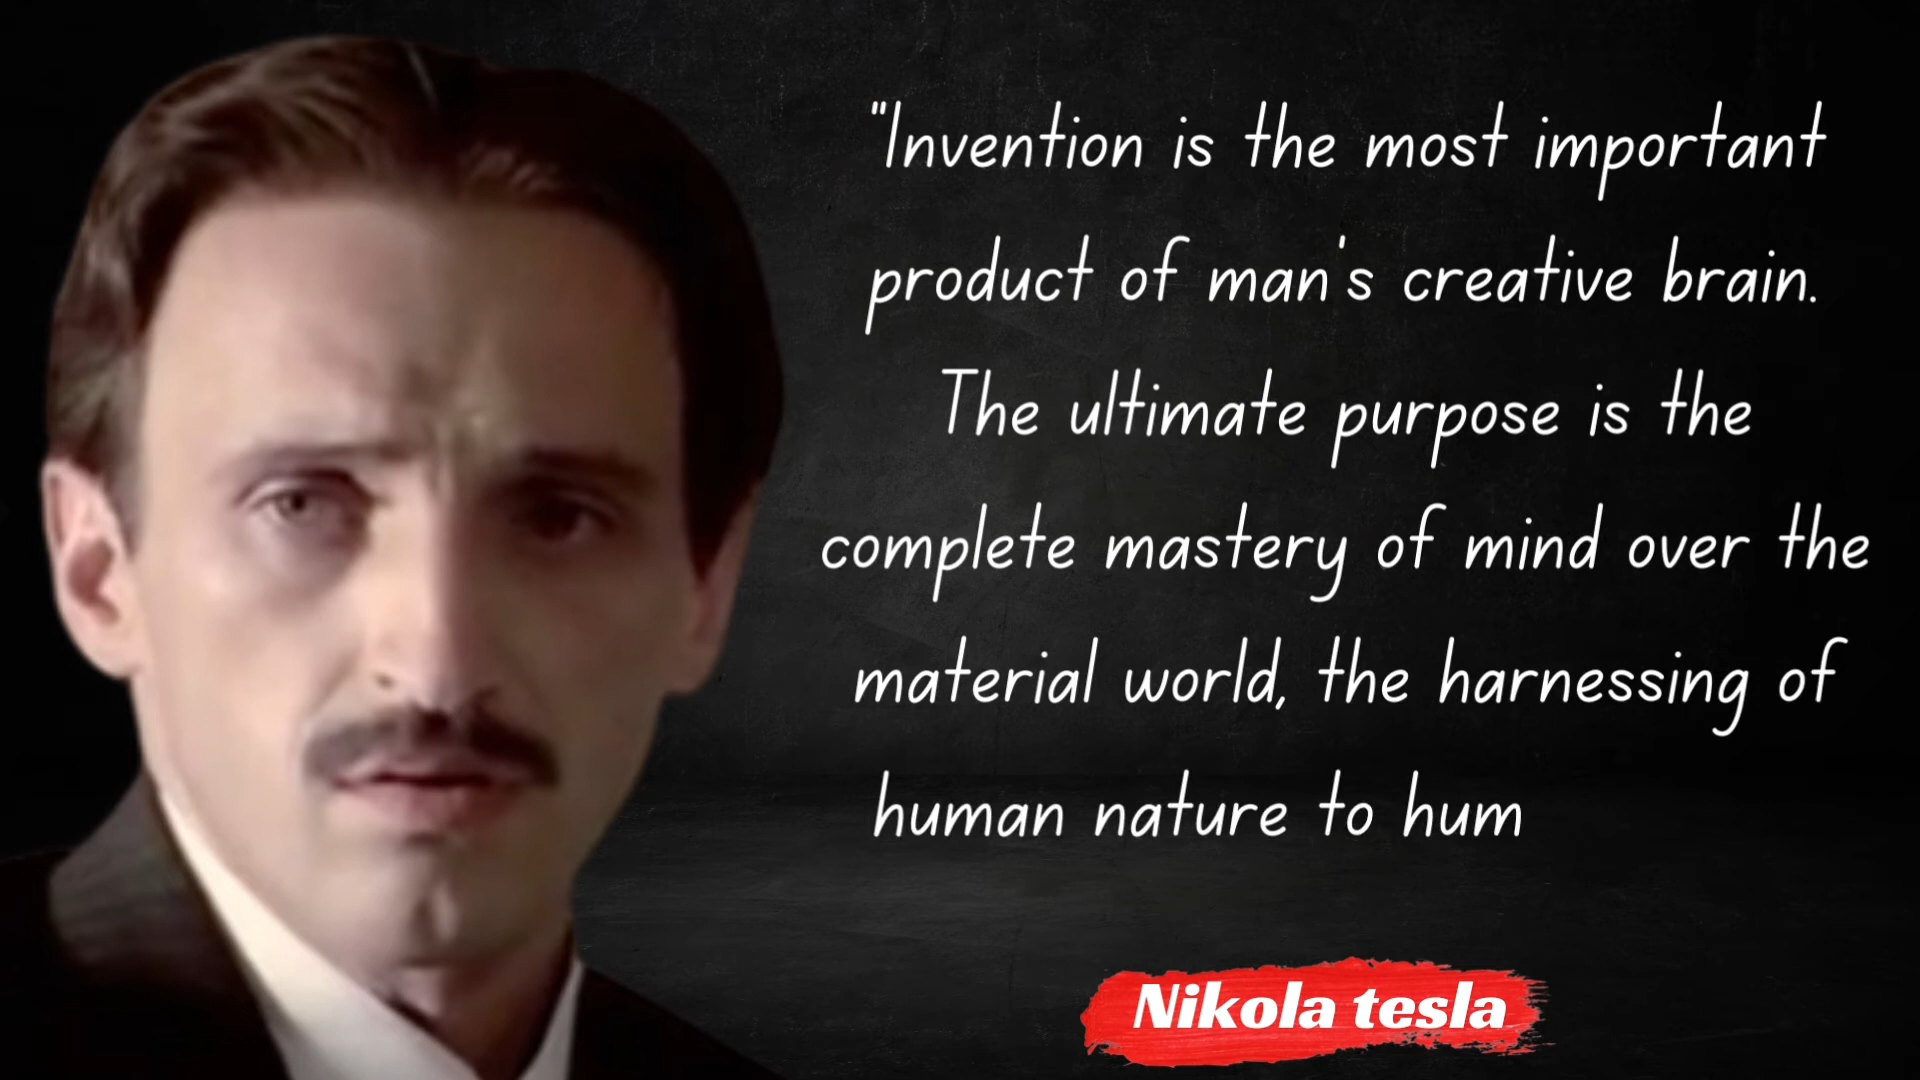 "Invention is the most important
product of man's creative brain.
The ultimate purpose is the
complete mastery of mind over the
material world, the harnessing of
human nature to hum
Nikola tesla